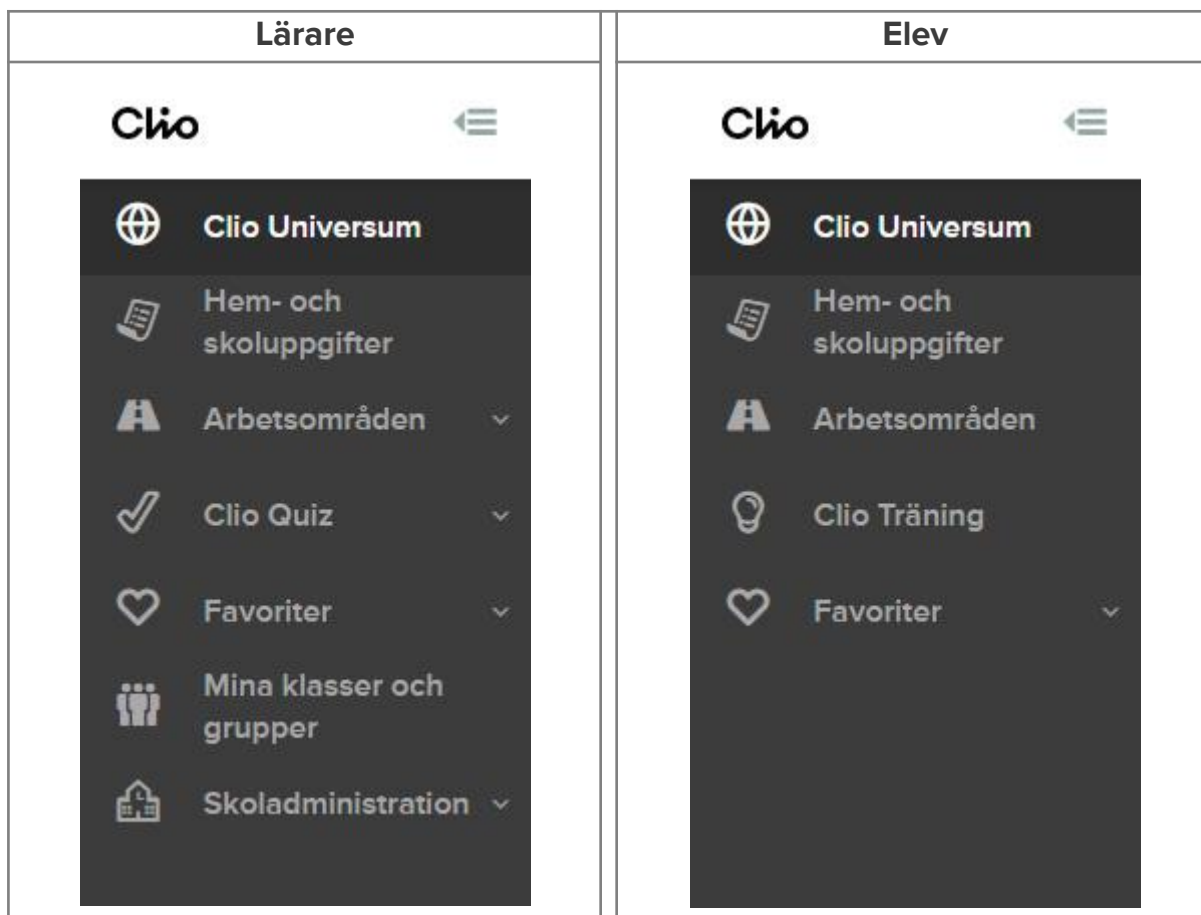 Lärare
Clio
Clio Universum
Hem- och
skoluppgifter
Arbetsområden
Clio Quiz
Favoriter
Mina klasser och
grupper
Skoladministration
Elev
Clio
Clio Universum
Hem- och
skoluppgifter
Arbetsområden
Clio Träning
Favoriter